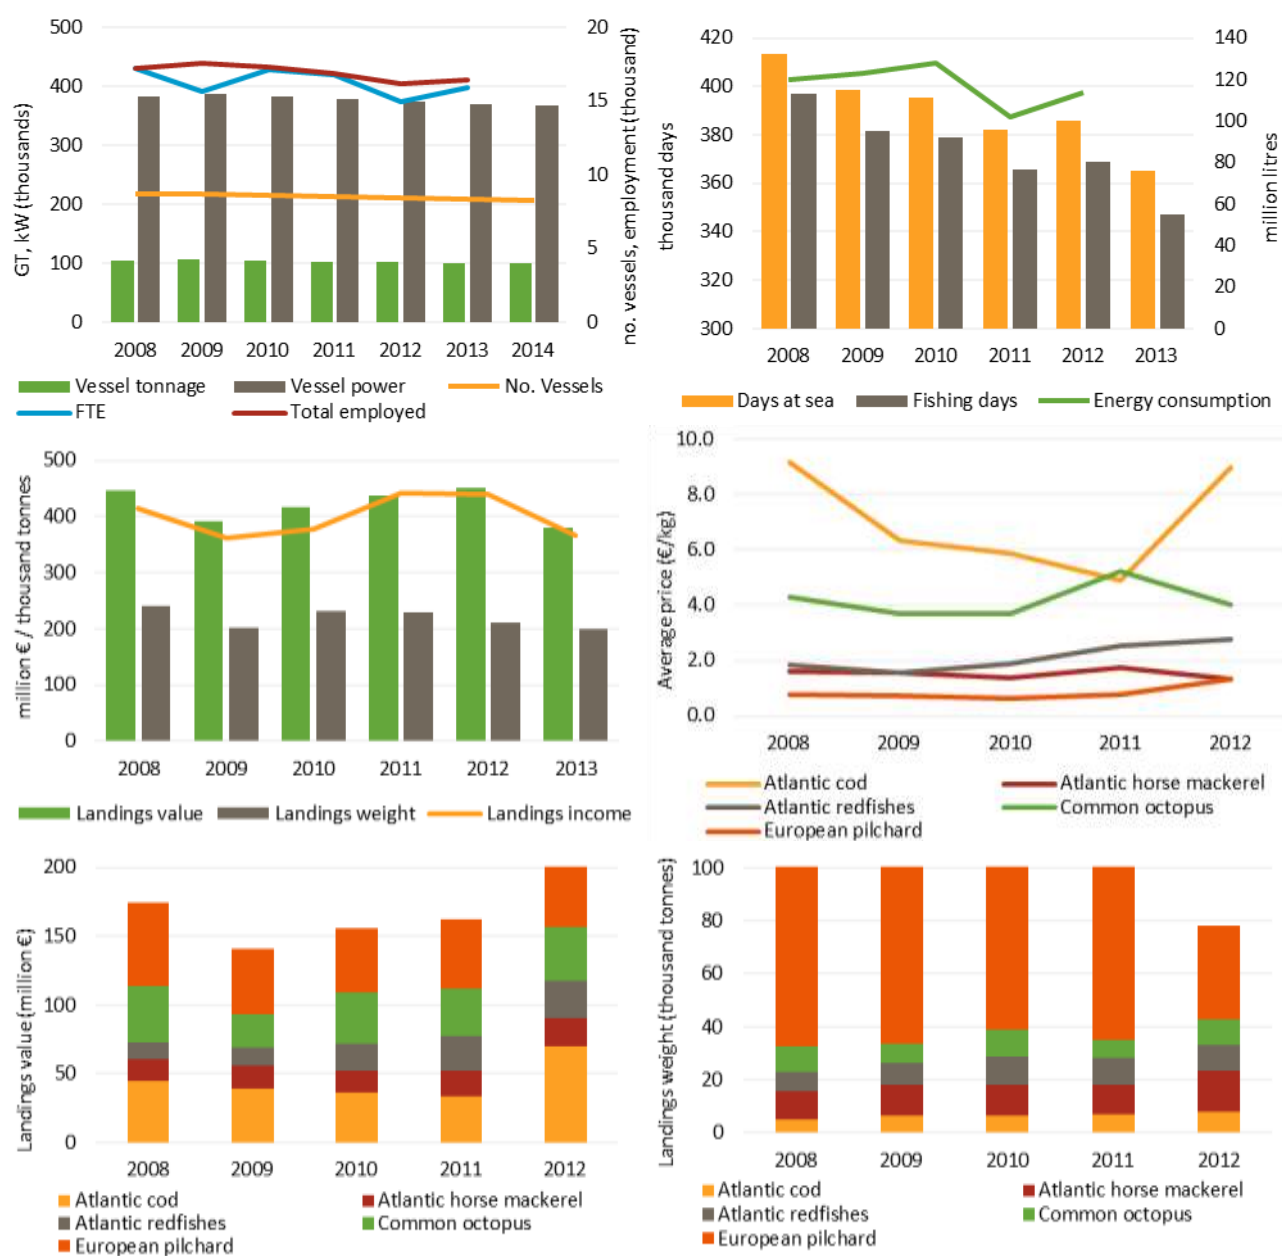 500
400
300
200
100
0
GT, kW (thousands)
20
15
10
5
0
no. vessels, employment (thousand)
2008 2009 2010 2011 2012 2013 2014
Vessel tonnage Vessel power No. Vessels
FTE Total employed
420
400
380
360
340
320
300
thousand days
140
120
100
80
60
40
20
0
million litres
2008 2009 2010 2011 2012 2013
Days at sea Fishing days Energy consumption
500
400
300
200
100
0
million € / thousand tonnes
2008 2009 2010 2011 2012 2013
Landings value Landings weight Landings income
10.0
8.0
6.0
4.0
2.0
0.0
Average price (€/kg)
2008 2009 2010 2011 2012
Atlantic cod Atlantic horse mackerel
Atlantic redfishes Common octopus
European pilchard
200
150
100
50
0
Landings value (million €)
2008 2009 2010 2011 2012
Atlantic cod Atlantic horse mackerel
Atlantic redfishes Common octopus
European pilchard
100
80
60
40
20
0
Landings weight (thousand tonnes)
2008 2009 2010 2011 2012
Atlantic cod Atlantic horse mackerel
Atlantic redfishes Common octopus
European pilchard